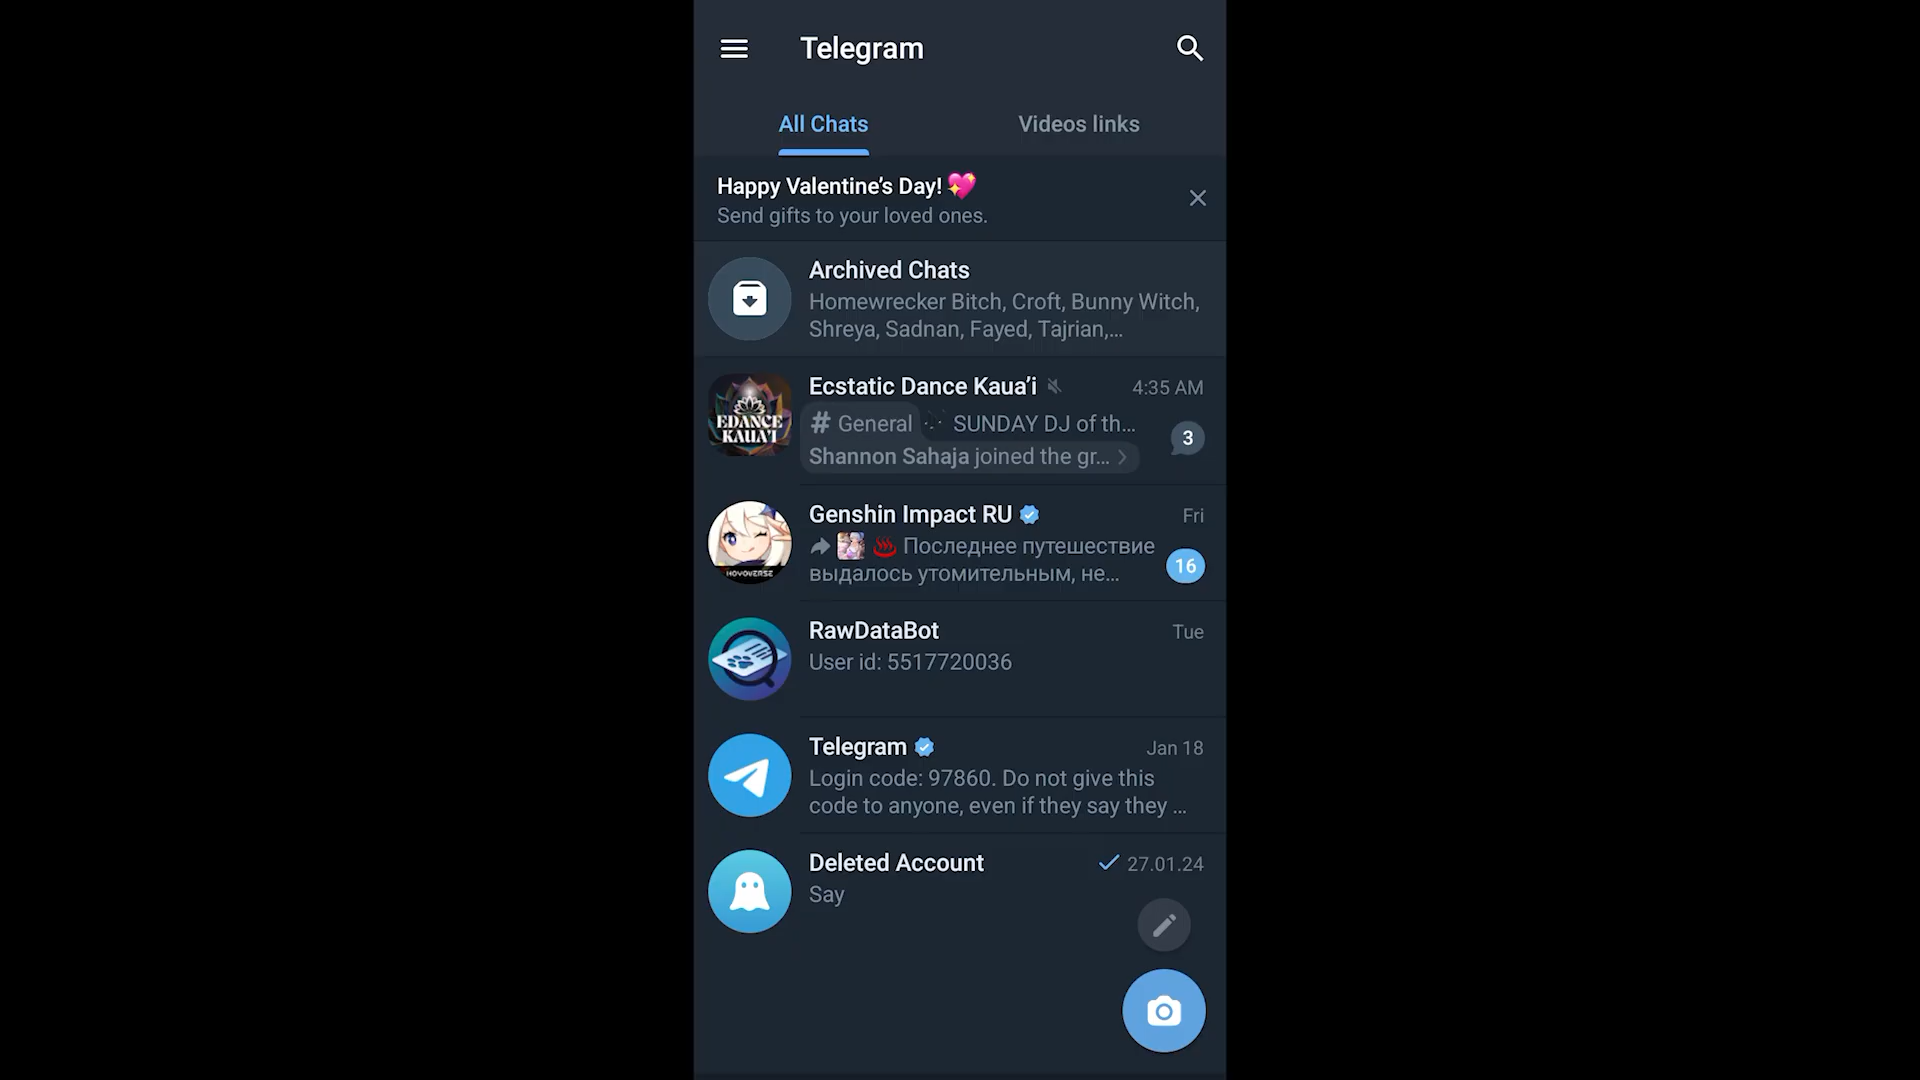 Telegram
All Chats
Videos links
Happy Valentine’s Day! 💖
Send gifts to your loved ones.
Archived Chats
Homewrecker Bitch, Croft, Bunny Witch,
Shreya, Sadnan, Fayed, Tajrian,...
EDANCE
KAUA'I
Ecstatic Dance Kaua’i
4:35 AM
# General
SUNDAY DJ of th...
3
Shannon Sahaja joined the gr...
HOYOVERSE
Genshin Impact RU
Fri
♨️ Последнее путешествие
выдалось утомительным, не...
16
RawDataBot
Tue
User id: 5517720036
Telegram
Jan 18
Login code: 97860. Do not give this
code to anyone, even if they say they ...
Deleted Account
27.01.24
Say